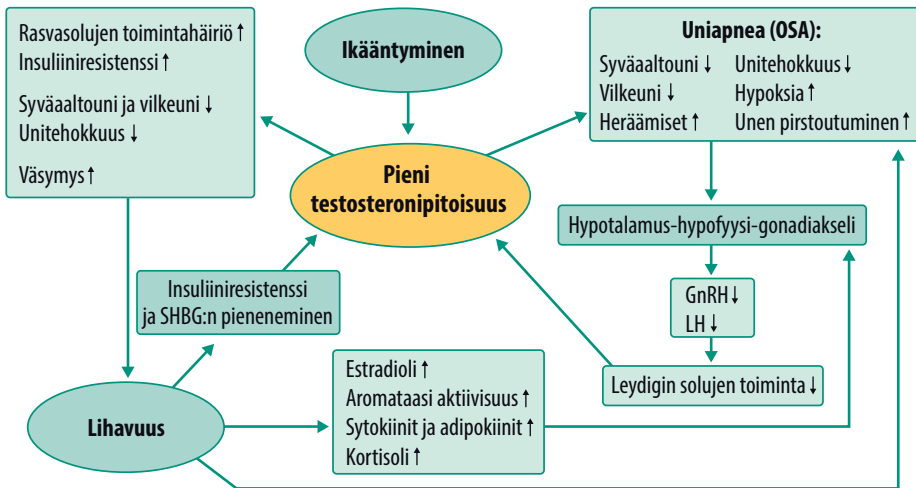 Rasvasolujen toimintahäiriö ↑
Insuliiniresistenssi ↑
Syväaaltouni ja vilkeuni ↓
Unitehokkuus ↓
Väsymys ↑
Ikääntyminen
Uniapnea (OSA):
Syväaaltouni ↓ Unitehokkuus ↓
Vilkeuni ↓ Hypoksia ↑
Heräämiset ↑ Unen pirstoutuminen ↑
Pieni
testosteronipitoisuus
Hypotalamus-hypofyysi-gonadiakseli
Insuliiniresistenssi
ja SHBG:n pieneneminen
GnRH ↓
LH ↓
Estradioli ↑
Aromataasi aktiivisuus ↑
Sytokiinit ja adipokiinit ↑
Kortisoli ↑
Leydigin solujen toiminta ↓
Lihavuus